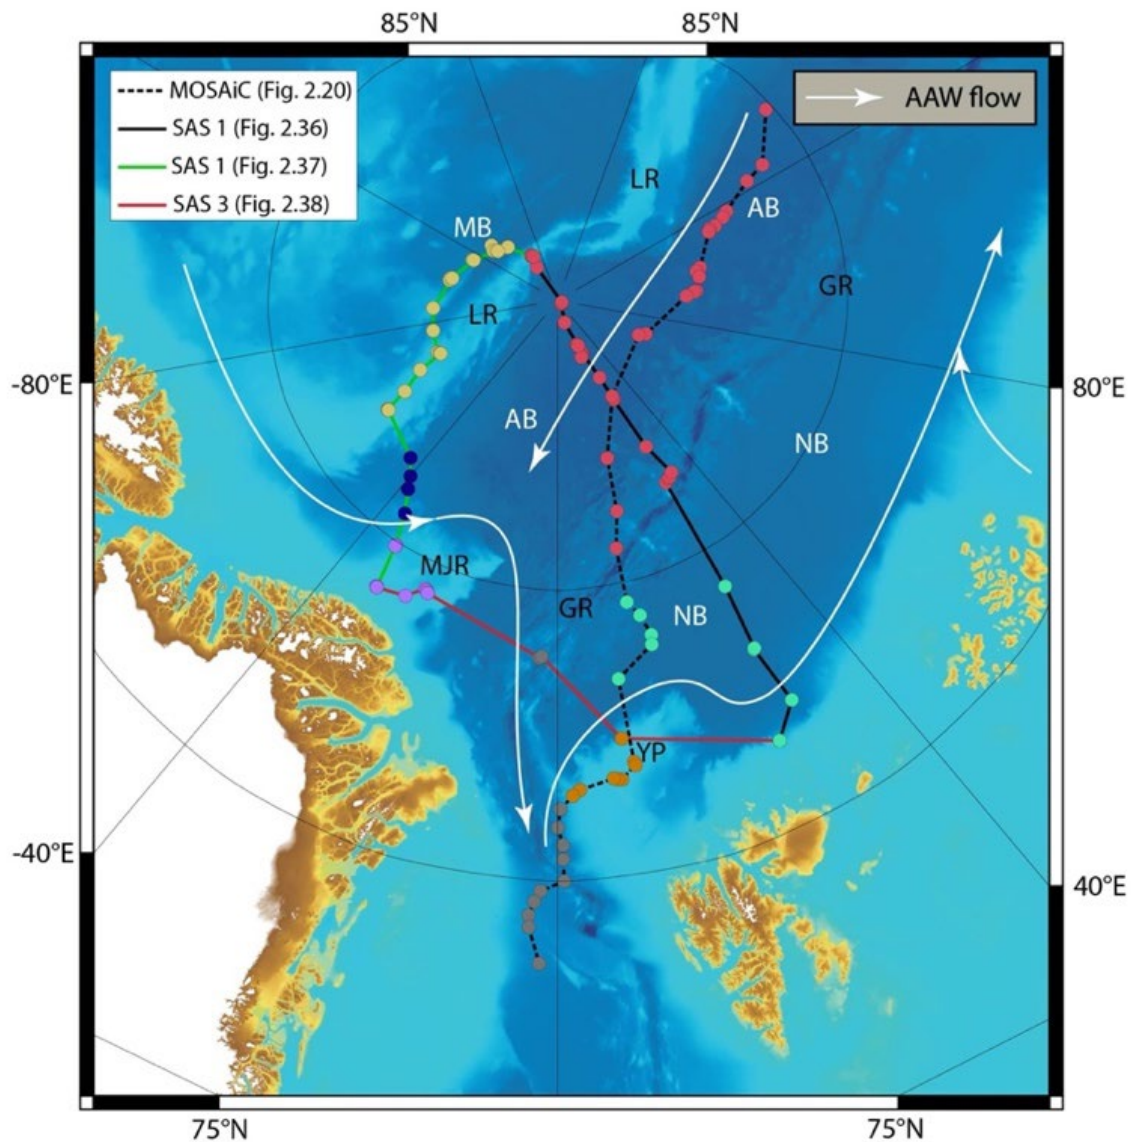 85°N
85°N
MOSAiC (Fig. 2.20)
SAS 1 (Fig. 2.36)
SAS 1 (Fig. 2.37)
SAS 3 (Fig. 2.38)
AAW flow
LR
AB
MB
GR
LR
-80°E
80°E
AB
NB
MJR
GR
NB
YP
-40°E
40°E
75°N
75°N